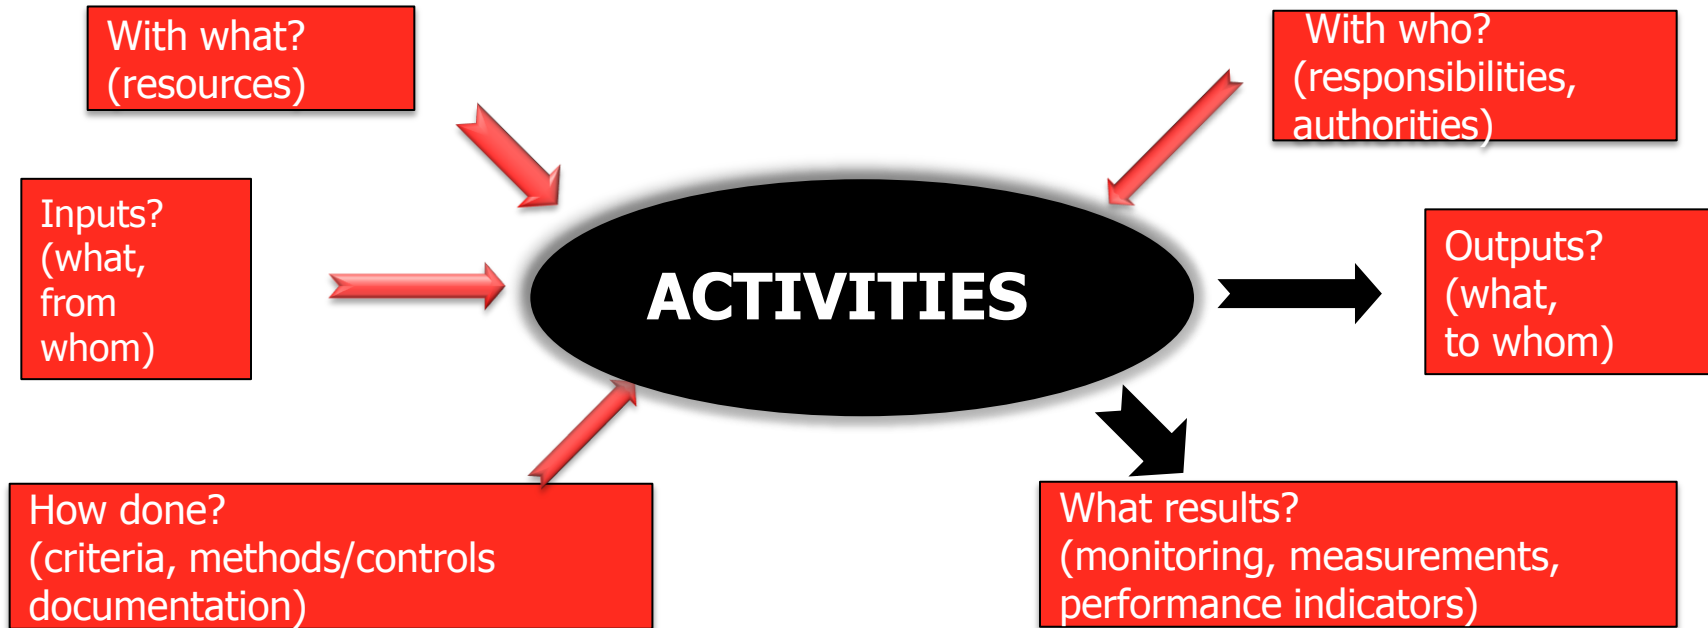 With what?
(resources)
With who?
(responsibilities,
authorities)
Inputs?
(what,
from
whom)
ACTIVITIES
Outputs?
(what,
to whom)
How done?
(criteria, methods/controls
documentation)
What results?
(monitoring, measurements,
performance indicators)